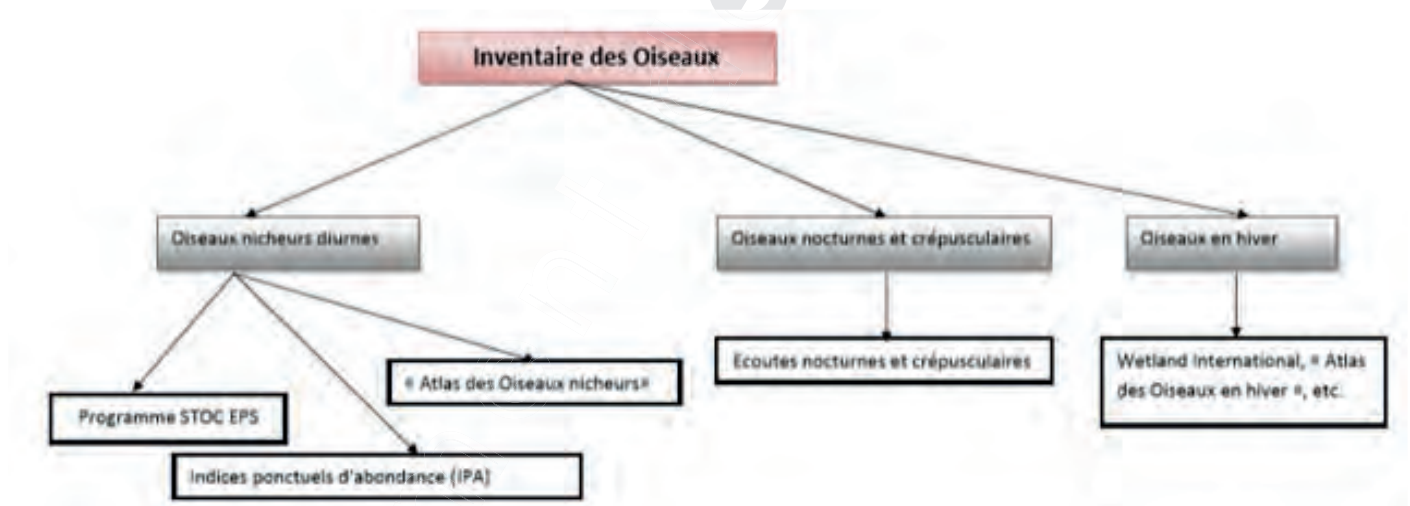 Inventaire des Oiseaux
Oiseaux nicheurs diurnes
Oiseaux nocturnes et crépusculaires
Oiseaux en hiver
« Atlas des Oiseaux nicheurs»
Ecoutes nocturnes et crépusculaires
Wetland International, « Atlas
des Oiseaux en hiver », etc.
Programme STOC EPS
Indices ponctuels d'abondance (IPA)